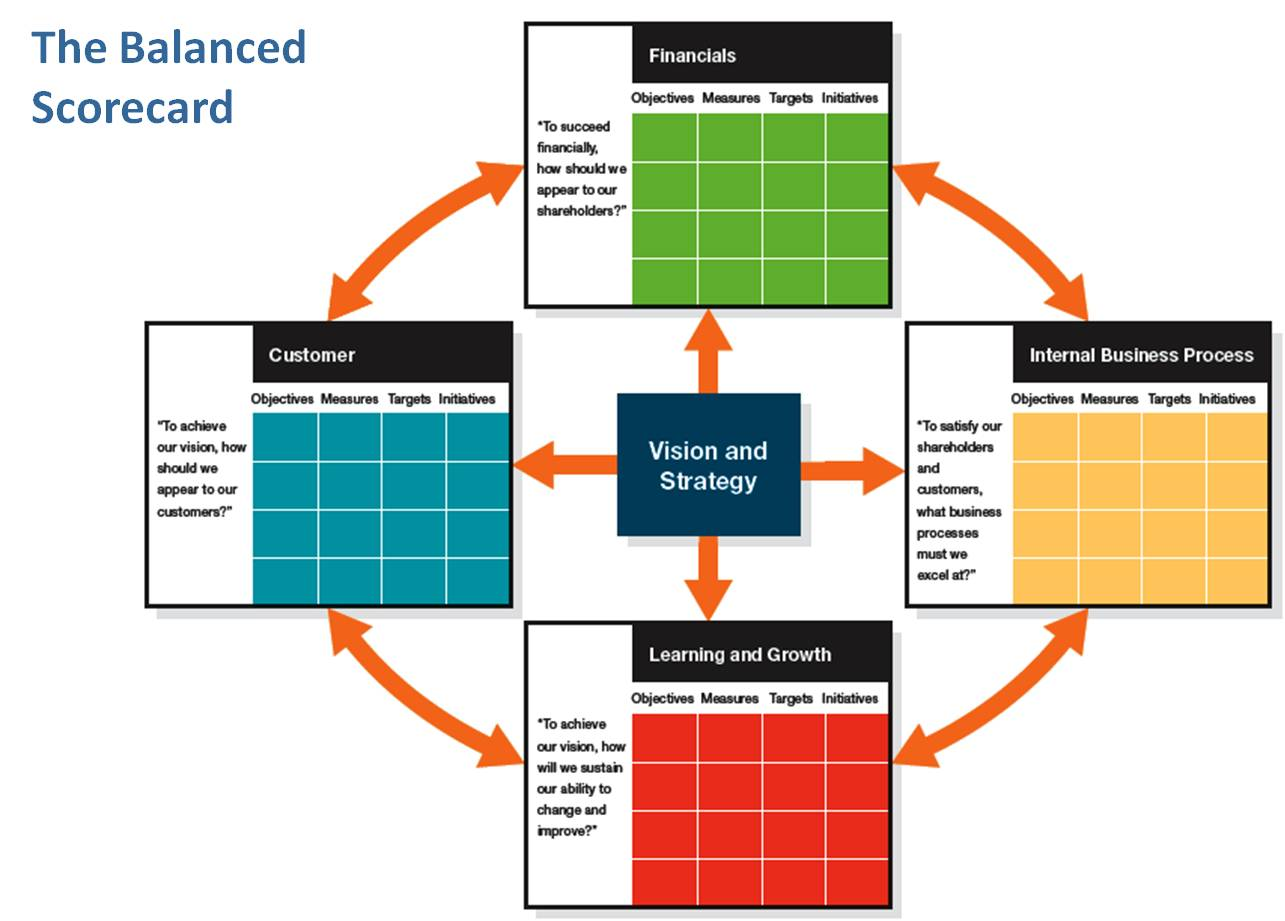 The Balanced
Scorecard
Financials
Objectives Measures Targets Initiatives
"To succeed
financially,
how should we
appear to our
shareholders?"
Customer
Objectives Measures Targets Initiatives
"To achieve
our vision, how
should we
appear to our
customers?"
Vision and
Strategy
Internal Business Process
Objectives Measures Targets Initiatives
"To satisfy our
shareholders
and
customers,
what business
processes
must we
excel at?"
Learning and Growth
Objectives Measures Targets Initiatives
"To achieve
our vision, how
will we sustain
our ability to
change and
improve?"